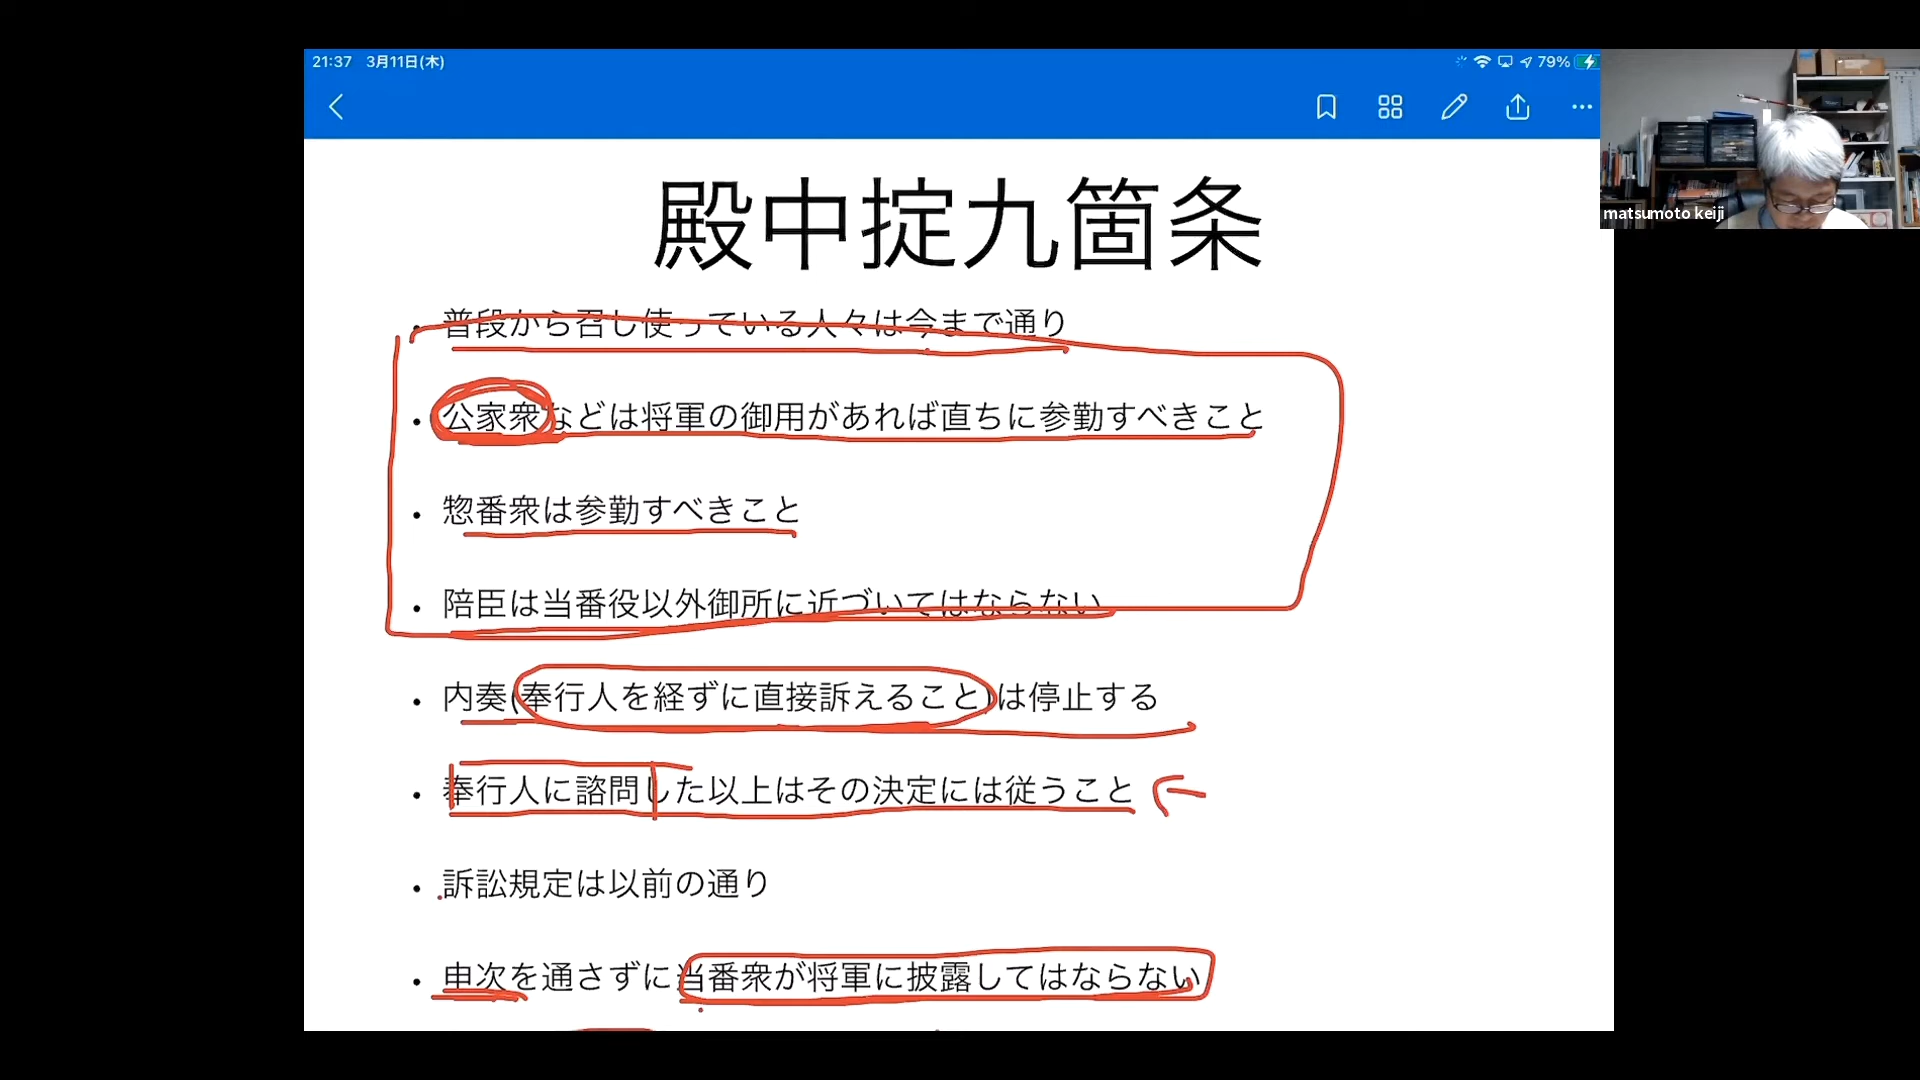 21:37 3月11日(木)
79%
matsumoto keiji
殿中掟九箇条
• 普段から召し使っている人々は今まで通り
• 公家衆などは将軍の御用があれば直ちに参勤すべきこと
• 惣番衆は参勤すべきこと
• 陪臣は当番役以外御所に近づいてはならない
• 内奏(奉行人を経ずに直接訴えること)は停止する
• 奉行人に諮問した以上はその決定には従うこと
• 訴訟規定は以前の通り
• 申次を通さずに当番衆が将軍に披露してはならない